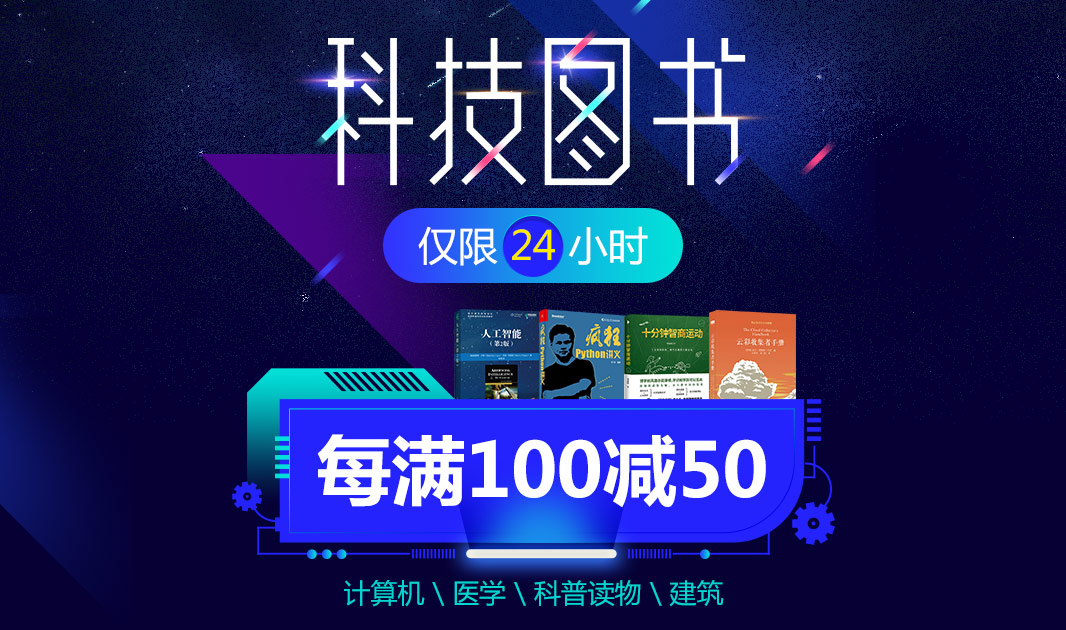 科技图书
仅限24小时
人工智能
(第2版)
疯狂
Python讲义
十分钟智商运动
The Cloud Collector's
Handbook
云彩收集者手册
每满100减50
计算机 \ 医学 \ 科普读物 \ 建筑